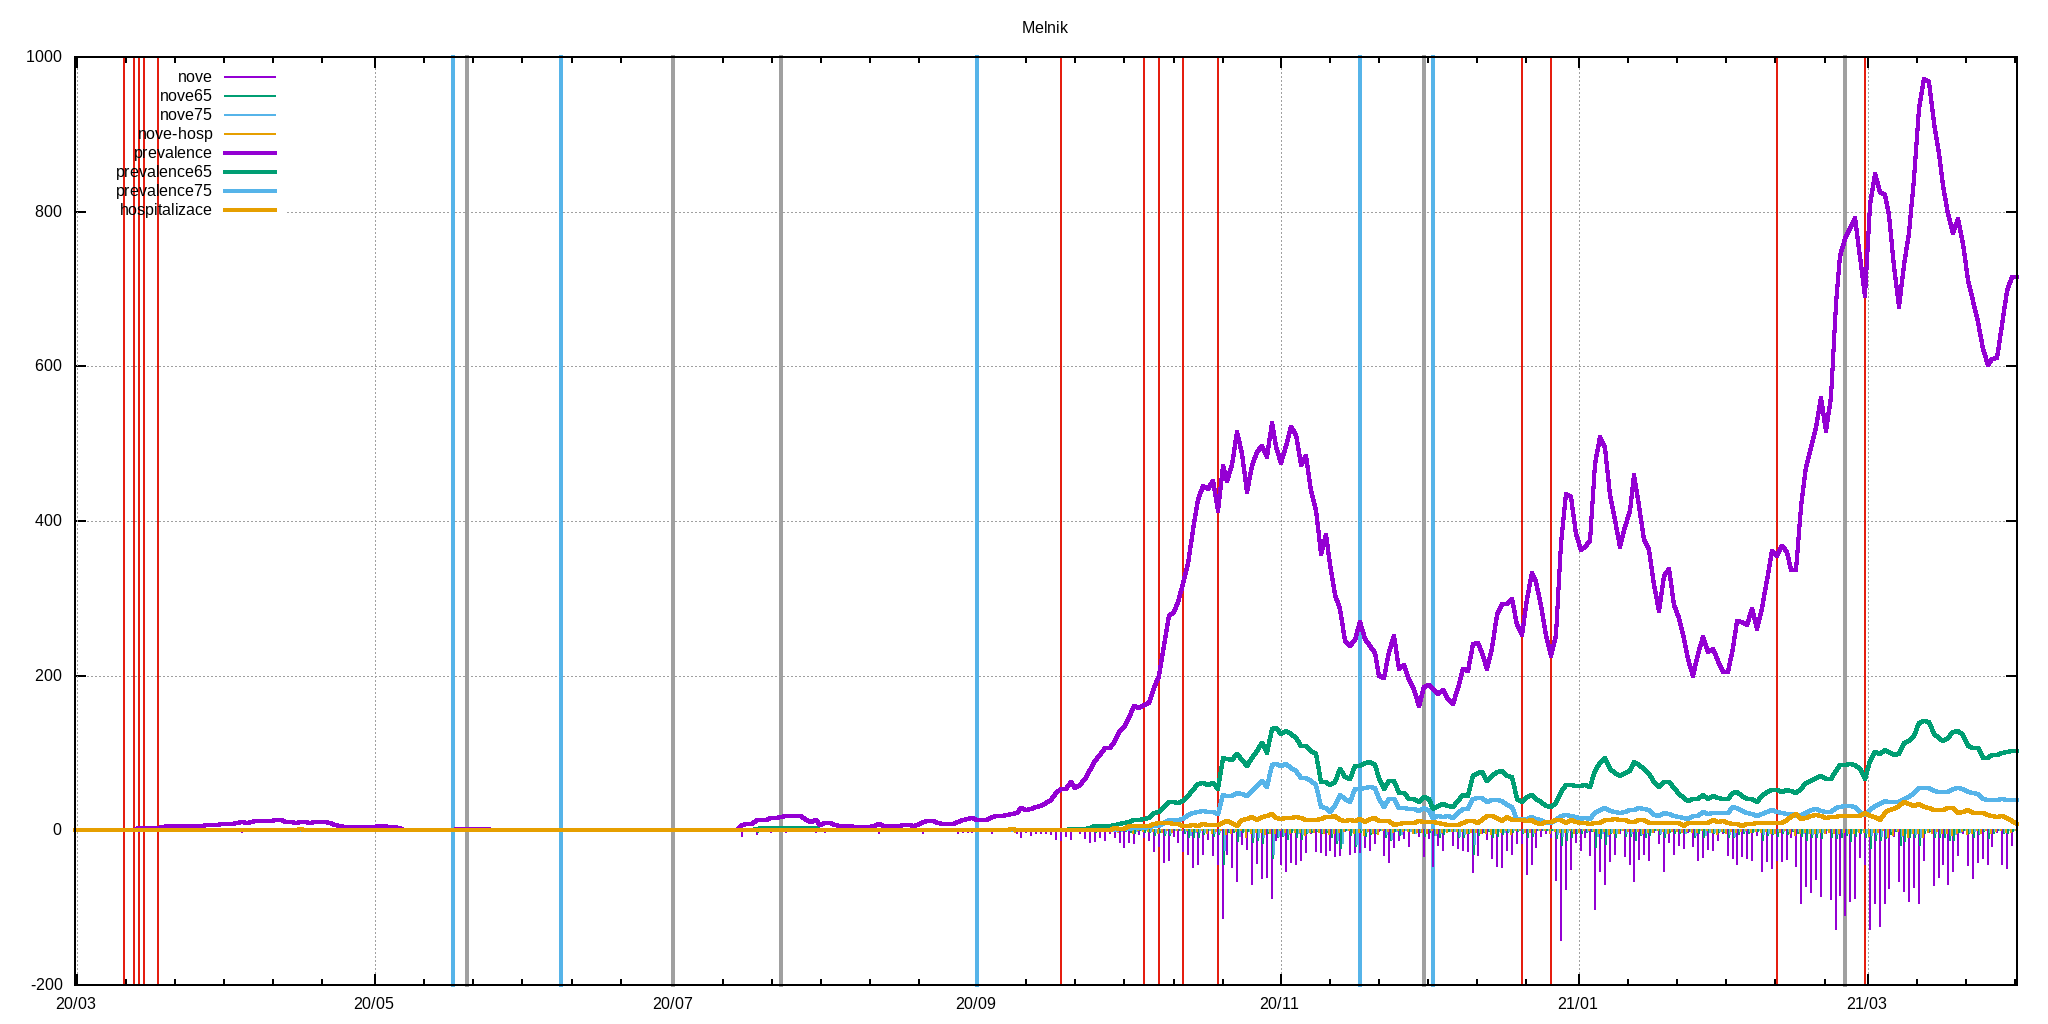 Melnik
1000
800
600
400
200
0
-200
nove
nove65
nove75
nove-hosp
prevalence
prevalence65
prevalence75
hospitalizace
20/03 20/05 20/07 20/09 20/11 21/01 21/03